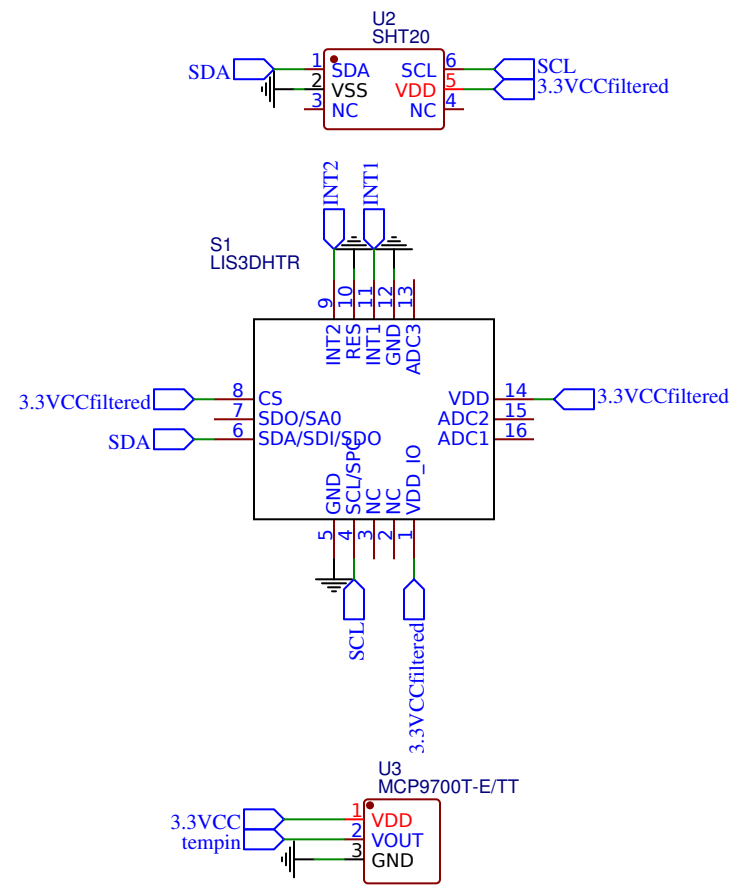 U2
SHT20
SDA 1 SDA SCL 6 SCL
2 VSS VDD 5 3.3VCCfiltered
3 NC NC 4
INT2 INT1
S1
LIS3DHTR
9 10 11 12 13
INT2 RES INT1 GND ADC3
3.3VCCfiltered 8 CS VDD 14 3.3VCCfiltered
7 SDO/SA0 ADC2 15
SDA 6 SDA/SDI/SDO ADC1 16
GND SCL/SPC NC NC VDD_IO
5 4 3 2 1
SCL 3.3VCCfiltered
U3
MCP9700T-E/TT
3.3VCC 1 VDD
tempin 2 VOUT
3 GND